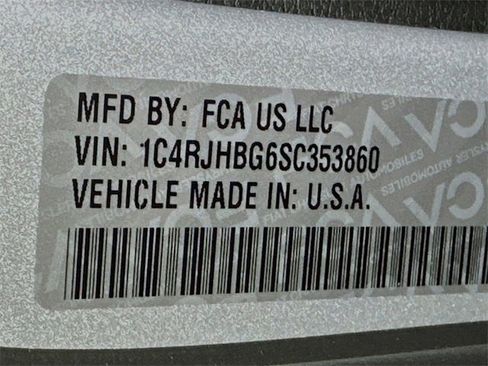 MFD BY: FCA US LLC
VIN: 1C4RJHBG6SC353860
VEHICLE MADE IN: U.S.A.